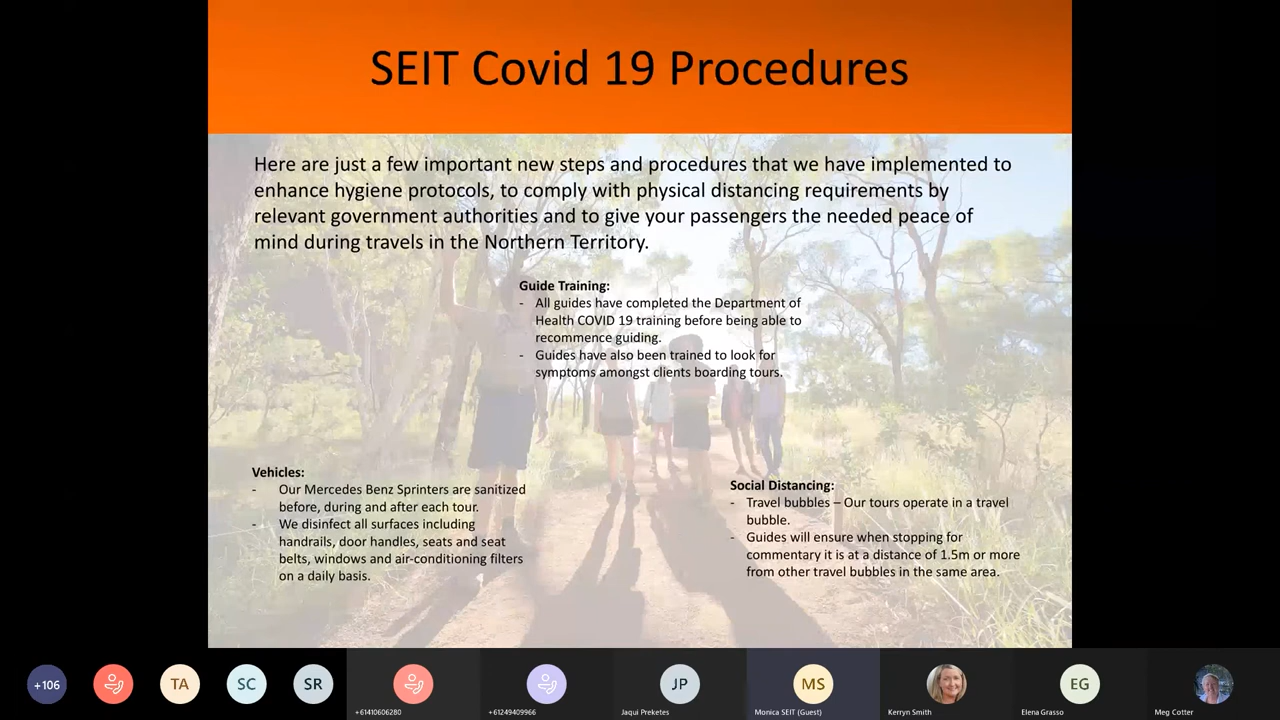 SEIT Covid 19 Procedures
Here are just a few important new steps and procedures that we have implemented to
enhance hygiene protocols, to comply with physical distancing requirements by
relevant government authorities and to give your passengers the needed peace of
mind during travels in the Northern Territory.
Guide Training:
- All guides have completed the Department of
Health COVID 19 training before being able to
recommence guiding.
- Guides have also been trained to look for
symptoms amongst clients boarding tours.
Vehicles:
- Our Mercedes Benz Sprinters are sanitized
before, during and after each tour.
- We disinfect all surfaces including
handrails, door handles, seats and seat
belts, windows and air-conditioning filters
on a daily basis.
Social Distancing:
- Travel bubbles – Our tours operate in a travel
bubble.
- Guides will ensure when stopping for
commentary it is at a distance of 1.5m or more
from other travel bubbles in the same area.
+106
TA
SC
SR
+61410606280
+61249409966
JP
Jaqui Preketes
MS
Monica SEIT (Guest)
Kerryn Smith
EG
Elena Grasso
Meg Cotter